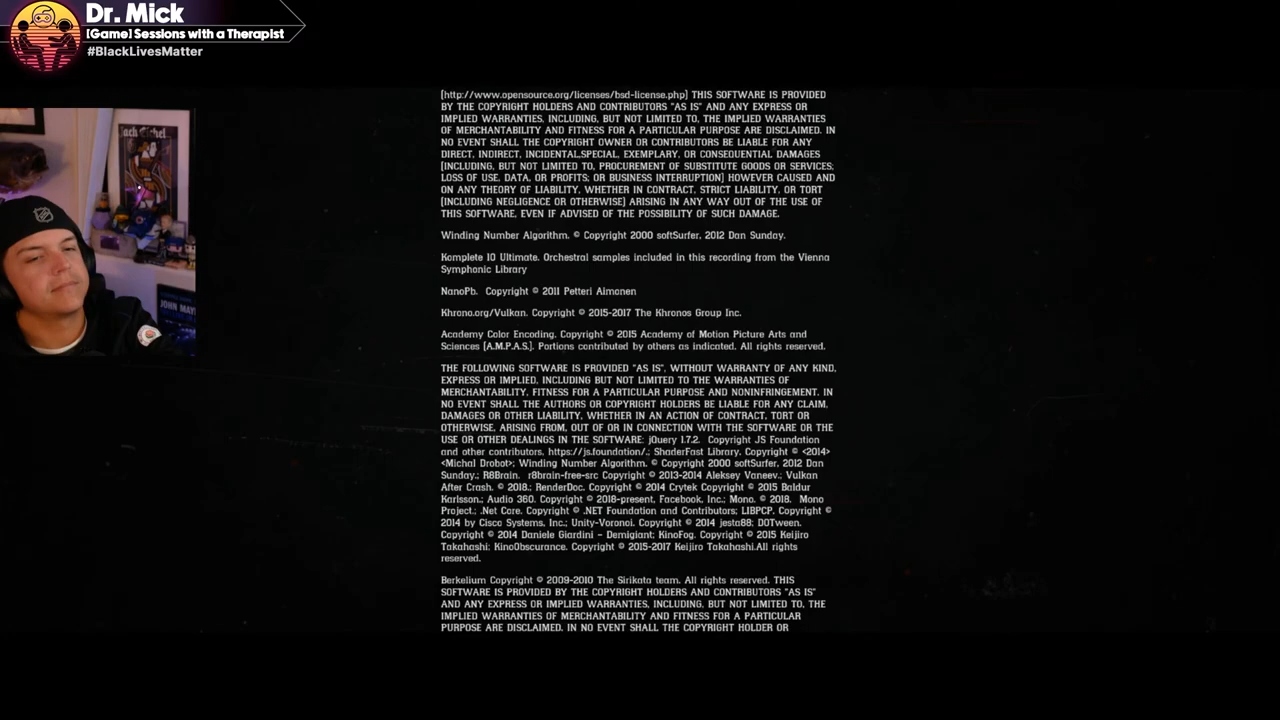 Dr. Mick
[Game] Sessions with a Therapist
#BlackLivesMatter
ack Eichel
JOHN MAY
[http://www.opensource.org/licenses/bsd-license.php] THIS SOFTWARE IS PROVIDED
BY THE COPYRIGHT HOLDERS AND CONTRIBUTORS "AS IS" AND ANY EXPRESS OR
IMPLIED WARRANTIES, INCLUDING, BUT NOT LIMITED TO, THE IMPLIED WARRANTIES
OF MERCHANTABILITY AND FITNESS FOR A PARTICULAR PURPOSE ARE DISCLAIMED. IN
NO EVENT SHALL THE COPYRIGHT OWNER OR CONTRIBUTORS BE LIABLE FOR ANY
DIRECT, INDIRECT, INCIDENTAL,SPECIAL, EXEMPLARY, OR CONSEQUENTIAL DAMAGES
[INCLUDING, BUT NOT LIMITED TO, PROCUREMENT OF SUBSTITUTE GOODS OR SERVICES;
LOSS OF USE, DATA, OR PROFITS; OR BUSINESS INTERRUPTION] HOWEVER CAUSED AND
ON ANY THEORY OF LIABILITY, WHETHER IN CONTRACT, STRICT LIABILITY, OR TORT
[INCLUDING NEGLIGENCE OR OTHERWISE] ARISING IN ANY WAY OUT OF THE USE OF
THIS SOFTWARE, EVEN IF ADVISED OF THE POSSIBILITY OF SUCH DAMAGE.
Winding Number Algorithm. © Copyright 2000 softSurfer, 2012 Dan Sunday.
Komplete 10 Ultimate. Orchestral samples included in this recording from the Vienna
Symphonic Library
NanoPb. Copyright © 2011 Petteri Aimonen
Khrono.org/Vulkan. Copyright © 2015-2017 The Khronos Group Inc.
Academy Color Encoding. Copyright © 2015 Academy of Motion Picture Arts and
Sciences [A.M.P.A.S.]. Portions contributed by others as indicated. All rights reserved.
THE FOLLOWING SOFTWARE IS PROVIDED "AS IS", WITHOUT WARRANTY OF ANY KIND,
EXPRESS OR IMPLIED, INCLUDING BUT NOT LIMITED TO THE WARRANTIES OF
MERCHANTABILITY, FITNESS FOR A PARTICULAR PURPOSE AND NONINFRINGEMENT. IN
NO EVENT SHALL THE AUTHORS OR COPYRIGHT HOLDERS BE LIABLE FOR ANY CLAIM,
DAMAGES OR OTHER LIABILITY, WHETHER IN AN ACTION OF CONTRACT, TORT OR
OTHERWISE, ARISING FROM, OUT OF OR IN CONNECTION WITH THE SOFTWARE OR THE
USE OR OTHER DEALINGS IN THE SOFTWARE: jQuery 1.7.2. Copyright JS Foundation
and other contributors, https://js.foundation/.; ShaderFast Library. Copyright © <2014>
<Michal Drobot>; Winding Number Algorithm. © Copyright 2000 softSurfer, 2012 Dan
Sunday.; R8Brain. r8brain-free-src Copyright © 2013-2014 Aleksey Vaneev.; Vulkan
After Crash. © 2018.; RenderDoc. Copyright © 2014 Crytek Copyright © 2015 Baldur
Karlsson.; Audio 360. Copyright © 2018-present, Facebook, Inc.; Mono. © 2018. Mono
Project.; .Net Core. Copyright © .NET Foundation and Contributors; LIBPCP. Copyright ©
2014 by Cisco Systems, Inc.; Unity-Voronoi. Copyright © 2014 jesta88; DOTween.
Copyright © 2014 Daniele Giardini – Demigiant; KinoFog. Copyright © 2015 Keijiro
Takahashi; KinoObscurance. Copyright © 2015-2017 Keijiro Takahashi.All rights
reserved.
Berkelium Copyright © 2009-2010 The Sirikata team. All rights reserved. THIS
SOFTWARE IS PROVIDED BY THE COPYRIGHT HOLDERS AND CONTRIBUTORS "AS IS"
AND ANY EXPRESS OR IMPLIED WARRANTIES, INCLUDING, BUT NOT LIMITED TO, THE
IMPLIED WARRANTIES OF MERCHANTABILITY AND FITNESS FOR A PARTICULAR
PURPOSE ARE DISCLAIMED. IN NO EVENT SHALL THE COPYRIGHT HOLDER OR